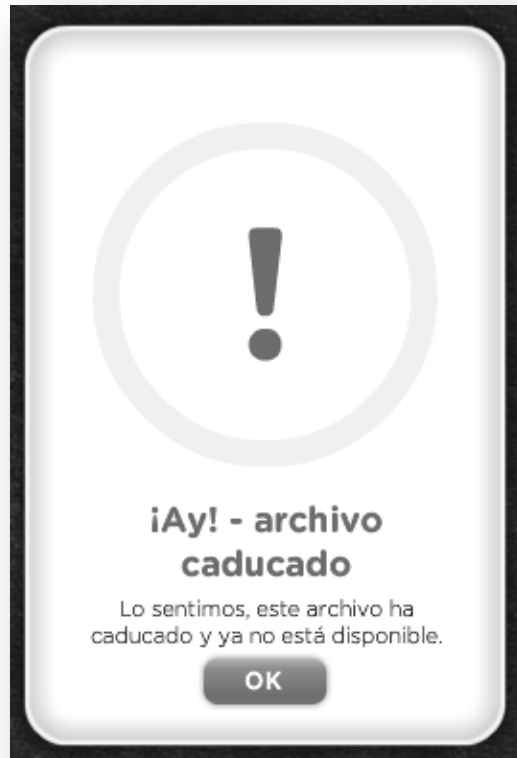 !
¡Ay! - archivo
caducado
Lo sentimos, este archivo ha
caducado y ya no está disponible.
OK